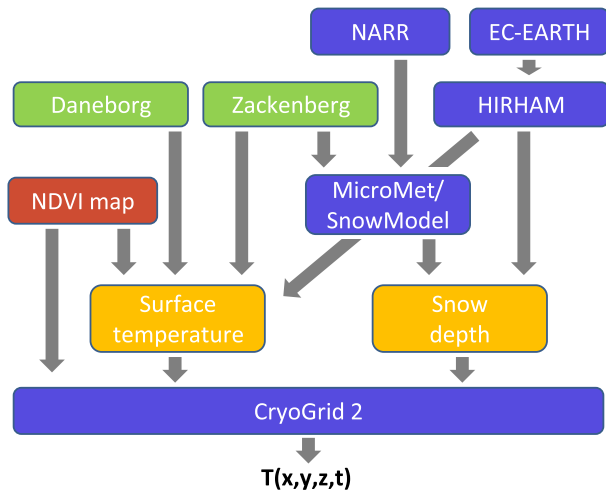 NARR
EC-EARTH
Daneborg
Zackenberg
HIRHAM
NDVI map
MicroMet/
SnowModel
Surface
temperature
Snow
depth
CryoGrid 2
T(x,y,z,t)